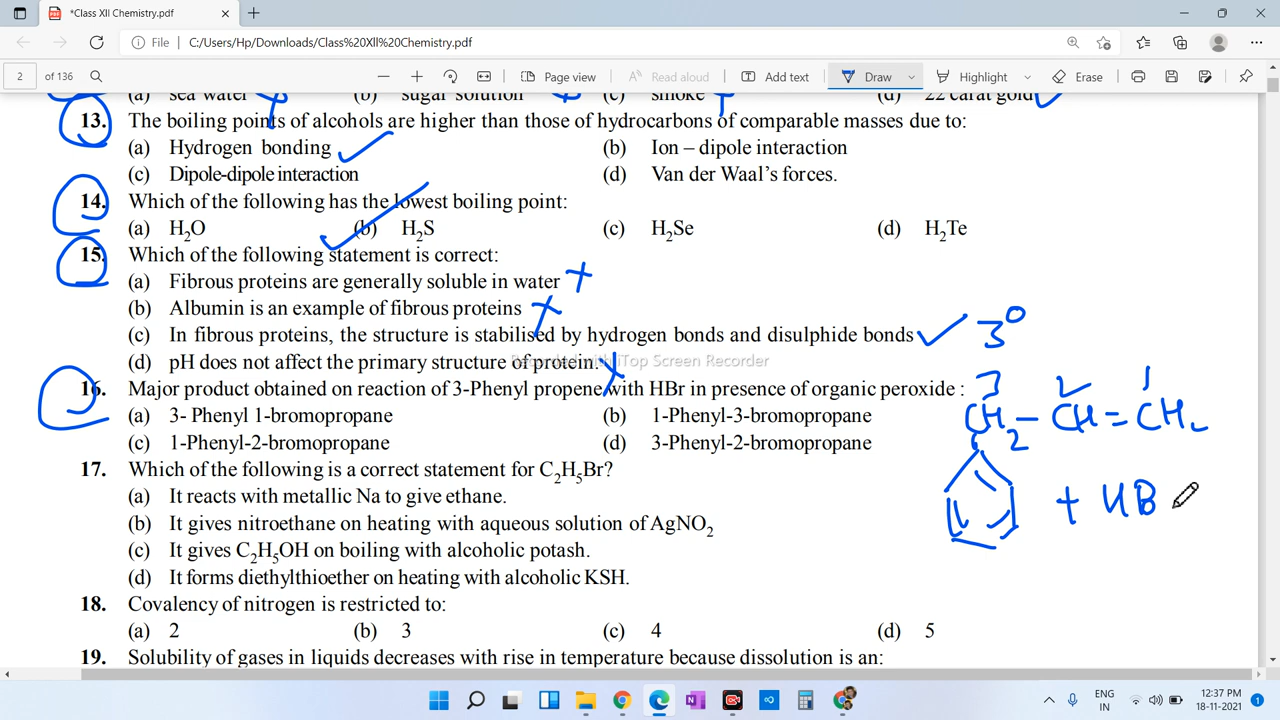 *Class XII Chemistry.pdf
File C:/Users/Hp/Downloads/Class%20XII%20Chemistry.pdf
2 of 136 Page view Read aloud Add text Draw Highlight Erase
(a) sea water (b) sugar solution (c) smoke (d) 22 carat gold
13. The boiling points of alcohols are higher than those of hydrocarbons of comparable masses due to:
(a) Hydrogen bonding (b) Ion – dipole interaction
(c) Dipole-dipole interaction (d) Van der Waal's forces.
14. Which of the following has the lowest boiling point:
(a) H2O (b) H2S (c) H2Se (d) H2Te
15. Which of the following statement is correct:
(a) Fibrous proteins are generally soluble in water
(b) Albumin is an example of fibrous proteins
(c) In fibrous proteins, the structure is stabilised by hydrogen bonds and disulphide bonds
3°
(d) pH does not affect the primary structure of protein.
Recorded with iTop Screen Recorder
16. Major product obtained on reaction of 3-Phenyl propene with HBr in presence of organic peroxide :
3 2 1
(a) 3- Phenyl 1-bromopropane (b) 1-Phenyl-3-bromopropane
CH2 – CH = CH2
(c) 1-Phenyl-2-bromopropane (d) 3-Phenyl-2-bromopropane
17. Which of the following is a correct statement for C2H5Br?
(a) It reacts with metallic Na to give ethane.
+ HB
(b) It gives nitroethane on heating with aqueous solution of AgNO2
(c) It gives C2H5OH on boiling with alcoholic potash.
(d) It forms diethylthioether on heating with alcoholic KSH.
18. Covalency of nitrogen is restricted to:
(a) 2 (b) 3 (c) 4 (d) 5
19. Solubility of gases in liquids decreases with rise in temperature because dissolution is an:
ENG
IN
12:37 PM
18-11-2021
1